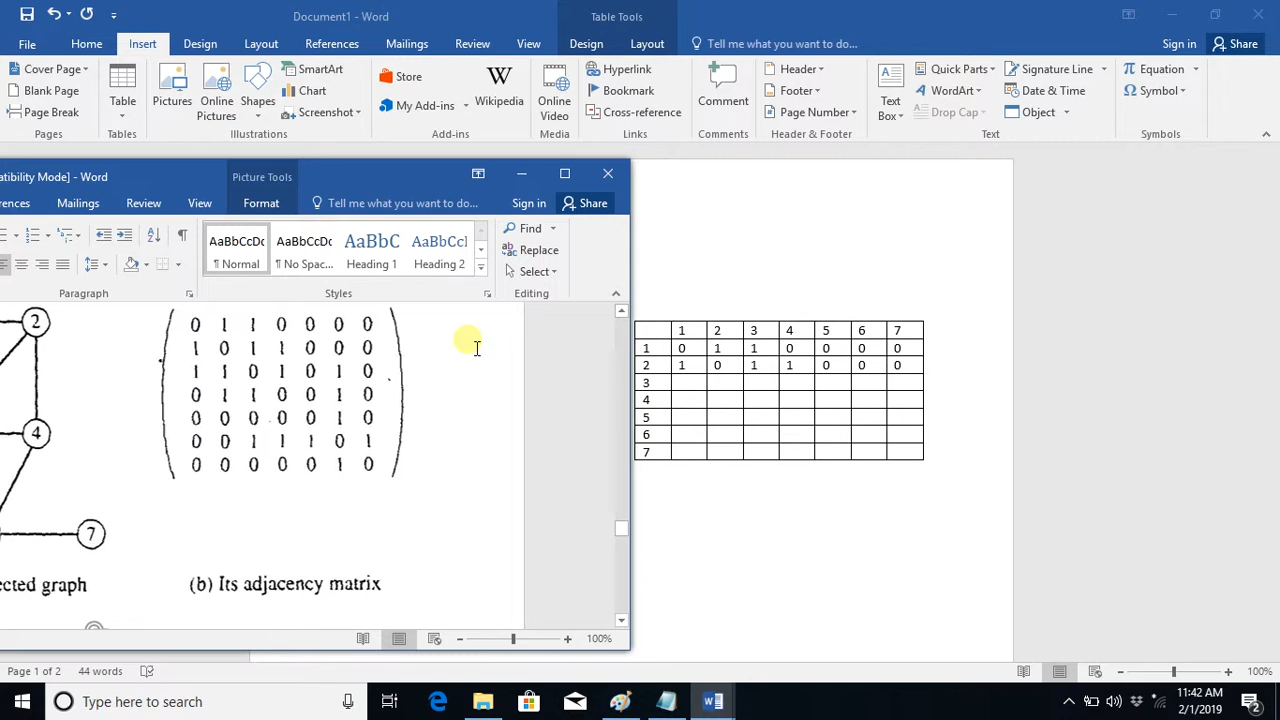 Document1 - Word
Table Tools
File Home Insert Design Layout References Mailings Review View Design Layout Tell me what you want to do... Sign in Share
Cover Page
Blank Page
Page Break
Pages
Table
Tables
Pictures
Online Pictures
Shapes
SmartArt
Chart
Screenshot
Illustrations
Store
My Add-ins
W
Wikipedia
Add-ins
Online Video
Media
Hyperlink
Bookmark
Cross-reference
Links
Comment
Comments
Header
Footer
Page Number
Header & Footer
Text Box
Quick Parts
WordArt
Drop Cap
Signature Line
Date & Time
Object
Text
Equation
Symbol
Symbols
atibility Mode] - Word
Picture Tools
rences Mailings Review View Format Tell me what you want to do... Sign in Share
Paragraph
AaBbCcDc AaBbCcDc AaBbC AaBbCcI
¶ Normal ¶ No Spac... Heading 1 Heading 2
Styles
Find
Replace
Select
Editing
2
4
7
0 1 1 0 0 0 0
1 0 1 1 0 0 0
1 1 0 1 0 1 0
0 1 1 0 0 1 0
0 0 0 0 0 1 0
0 0 1 1 1 0 1
0 0 0 0 0 1 0
ected graph
(b) Its adjacency matrix
100%
1 2 3 4 5 6 7
1 0 1 1 0 0 0 0
2 1 0 1 1 0 0 0
3
4
5
6
7
Page 1 of 2 44 words
100%
Type here to search
11:42 AM
2/1/2019
2